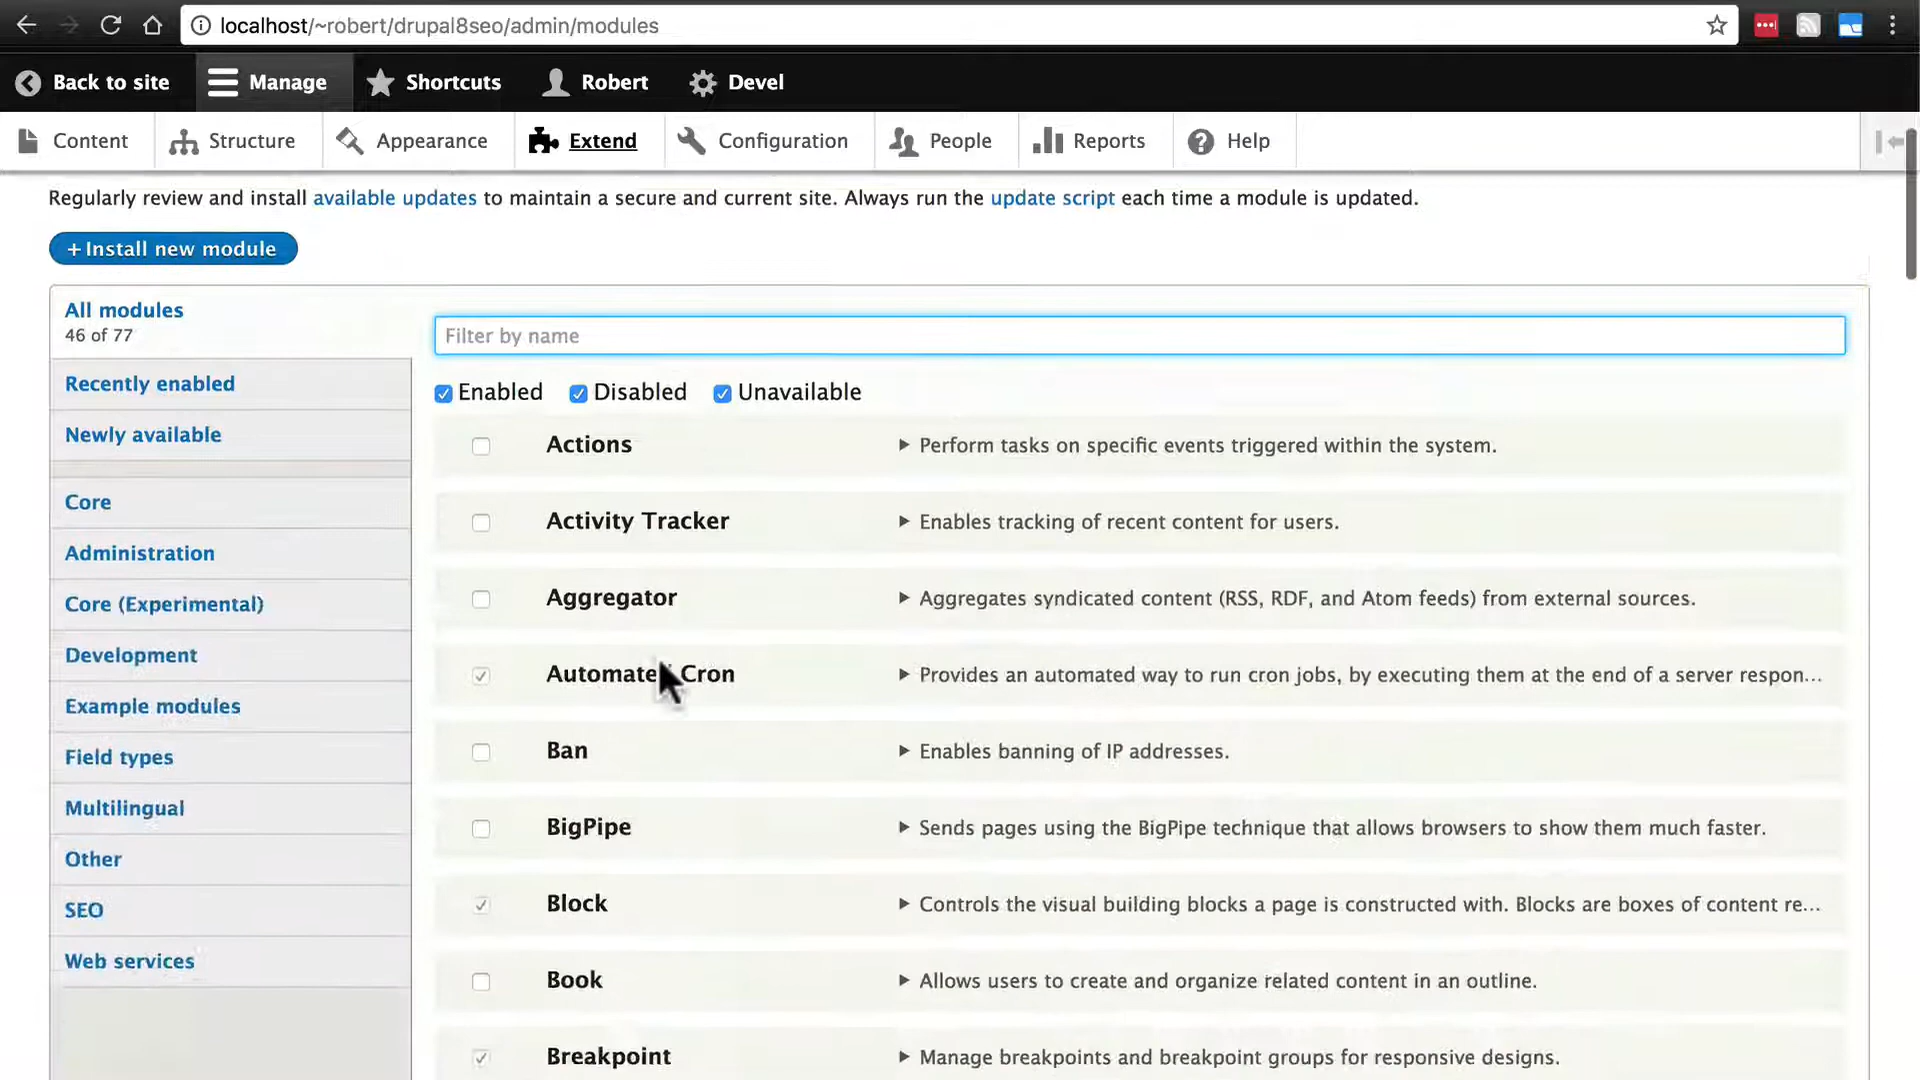 localhost/~robert/drupal8seo/admin/modules
Back to site Manage Shortcuts Robert Devel
Content Structure Appearance Extend Configuration People Reports Help
Regularly review and install available updates to maintain a secure and current site. Always run the update script each time a module is updated.
+ Install new module
All modules
46 of 77
Recently enabled
Newly available
Core
Administration
Core (Experimental)
Development
Example modules
Field types
Multilingual
Other
SEO
Web services
Filter by name
Enabled Disabled Unavailable
Actions Perform tasks on specific events triggered within the system.
Activity Tracker Enables tracking of recent content for users.
Aggregator Aggregates syndicated content (RSS, RDF, and Atom feeds) from external sources.
Automated Cron Provides an automated way to run cron jobs, by executing them at the end of a server respon...
Ban Enables banning of IP addresses.
BigPipe Sends pages using the BigPipe technique that allows browsers to show them much faster.
Block Controls the visual building blocks a page is constructed with. Blocks are boxes of content re...
Book Allows users to create and organize related content in an outline.
Breakpoint Manage breakpoints and breakpoint groups for responsive designs.